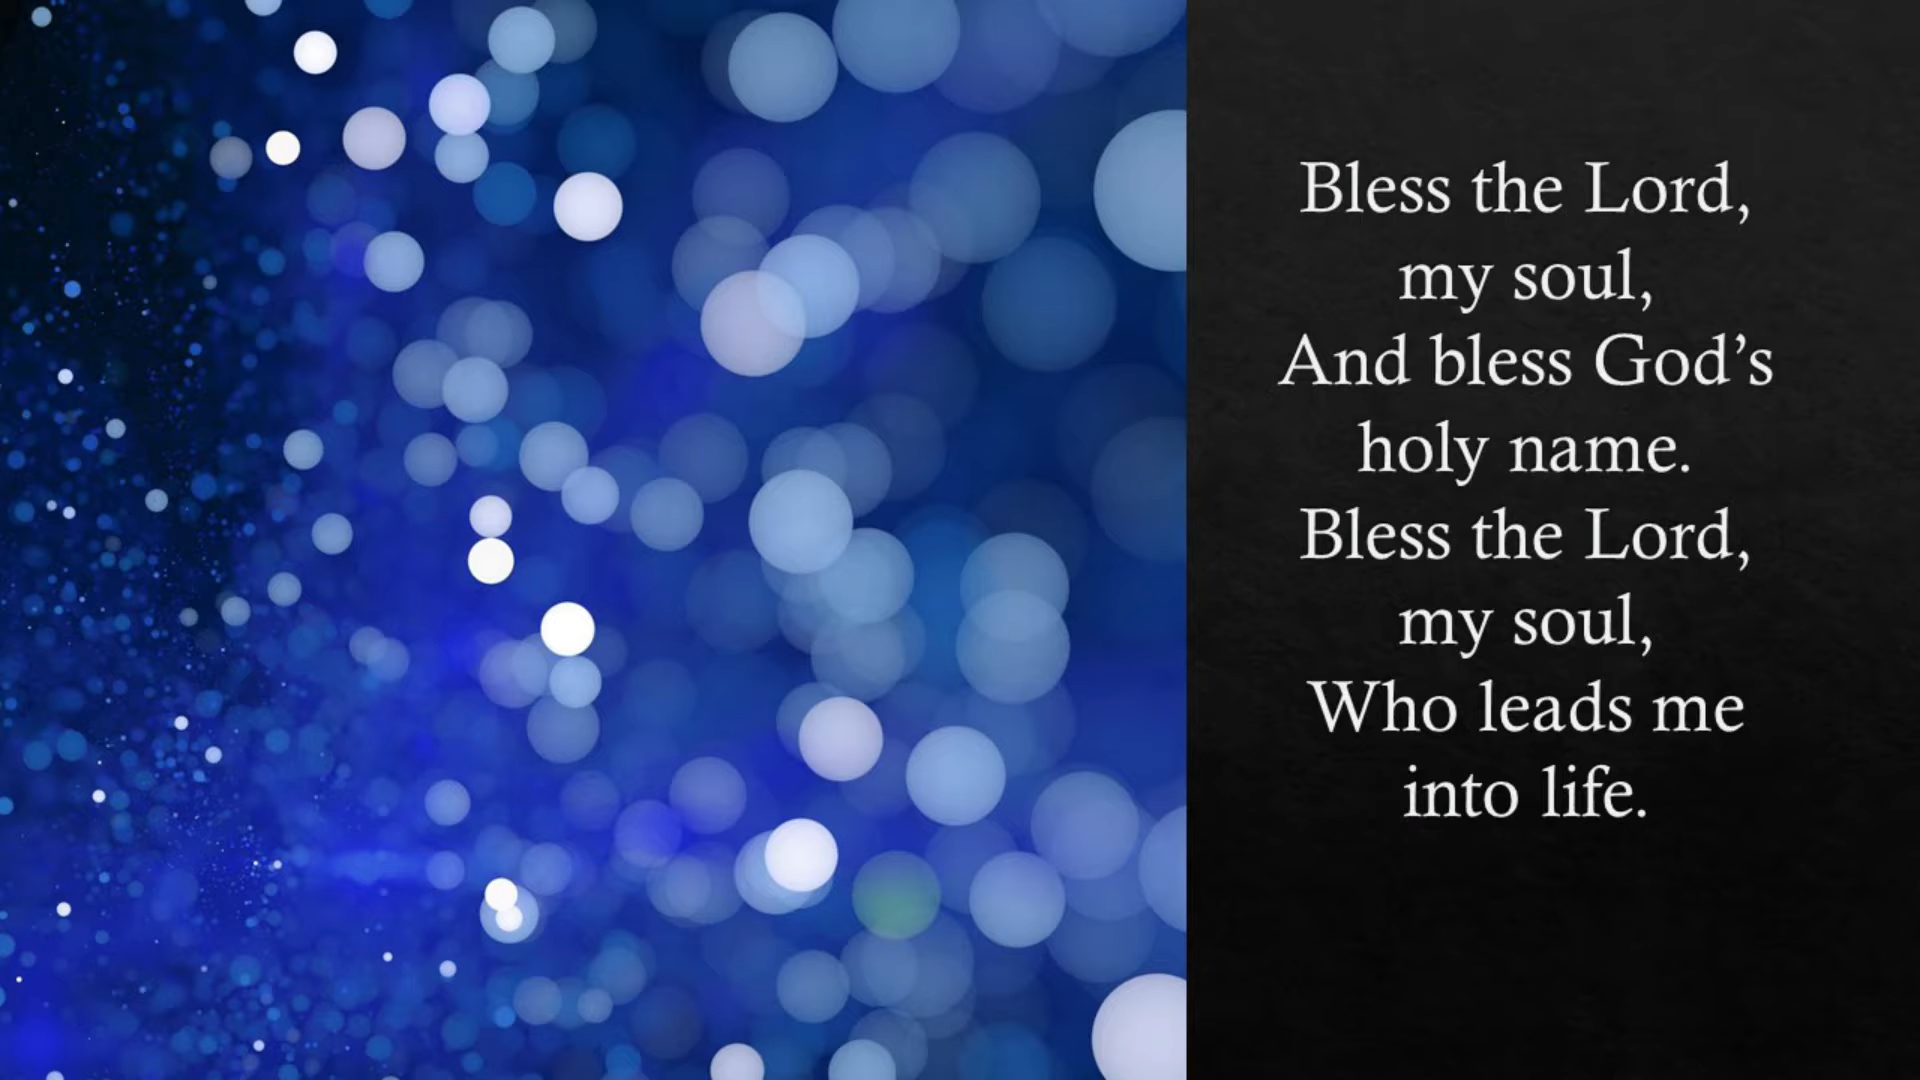 Bless the Lord,
my soul,
And bless God’s
holy name.
Bless the Lord,
my soul,
Who leads me
into life.